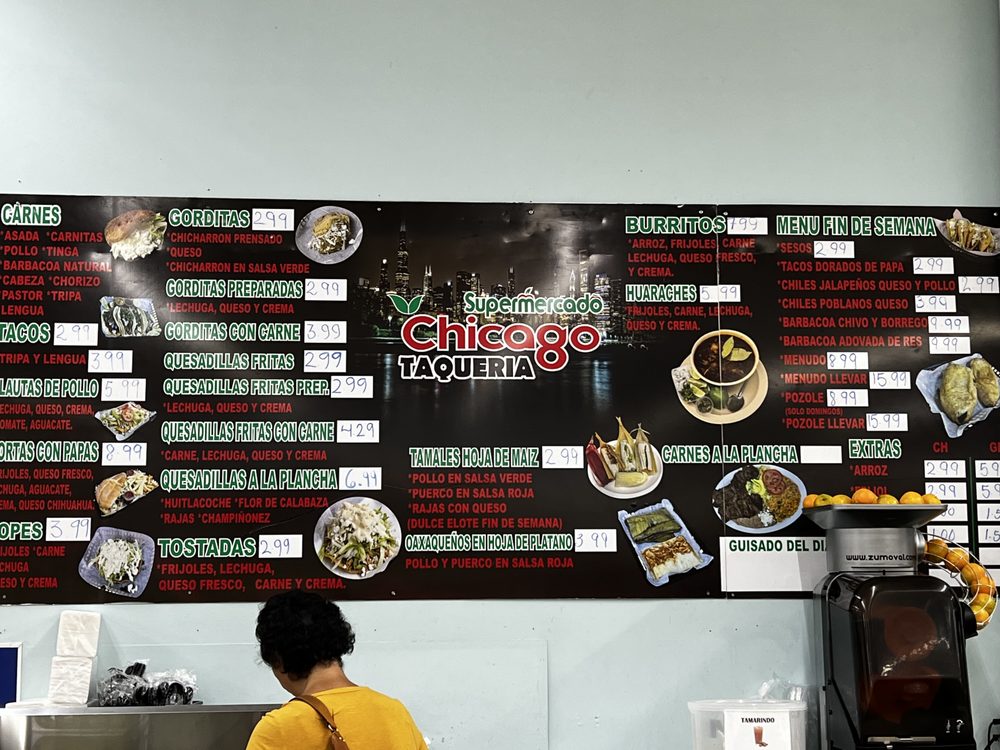 CARNES
*ASADA *CARNITAS
*POLLO *TINGA
*BARBACOA NATURAL
*CABEZA *CHORIZO
*PASTOR *TRIPA
LENGUA
TACOS 2.99
TRIPA Y LENGUA 3.99
LAUTAS DE POLLO 5.99
LECHUGA, QUESO, CREMA,
TOMATE, AGUACATE.
ORTAS CON PAPAS 8.99
RIJOLES, QUESO FRESCO,
CHUGA, AGUACATE,
EMA, QUESO CHIHUAHUA.
OPES 3.99
IJOLES *CARNE
CHUGA
UESO Y CREMA
GORDITAS 2.99
*CHICHARRON PRENSADO
*QUESO
*CHICHARRON EN SALSA VERDE
GORDITAS PREPARADAS 2.99
*LECHUGA, QUESO Y CREMA
GORDITAS CON CARNE 3.99
QUESADILLAS FRITAS 2.99
QUESADILLAS FRITAS PREP. 2.99
*LECHUGA, QUESO Y CREMA
QUESADILLAS FRITAS CON CARNE 4.29
*CARNE, LECHUGA, QUESO Y CREMA
QUESADILLAS A LA PLANCHA 6.99
*HUITLACOCHE *FLOR DE CALABAZA
*RAJAS *CHAMPIÑONEZ
TOSTADAS 2.99
*FRIJOLES, LECHUGA,
QUESO FRESCO, CARNE Y CREMA.
Supermercado
Chicago
TAQUERIA
TAMALES HOJA DE MAIZ 2.99
*POLLO EN SALSA VERDE
*PUERCO EN SALSA ROJA
*RAJAS CON QUESO
(DULCE ELOTE FIN DE SEMANA)
OAXAQUEÑOS EN HOJA DE PLATANO 3.99
POLLO Y PUERCO EN SALSA ROJA
BURRITOS 7.99
*ARROZ, FRIJOLES, CARNE
LECHUGA, QUESO FRESCO,
Y CREMA.
HUARACHES 5.99
FRIJOLES, CARNE, LECHUGA,
QUESO Y CREMA.
CARNES A LA PLANCHA
GUISADO DEL DI
MENU FIN DE SEMANA
*SESOS 2.99
*TACOS DORADOS DE PAPA 2.99
*CHILES JALAPEÑOS QUESO Y POLLO 2.99
*CHILES POBLANOS QUESO 3.99
*BARBACOA CHIVO Y BORREGO 9.99
*BARBACOA ADOVADA DE RES 9.99
*MENUDO 8.99
*MENUDO LLEVAR 15.99
*POZOLE 8.99
(SOLO DOMINGOS)
*POZOLE LLEVAR 15.99
EXTRAS CH G
*ARROZ 2.99
2.99
www.zumoval.com
TAMARINDO